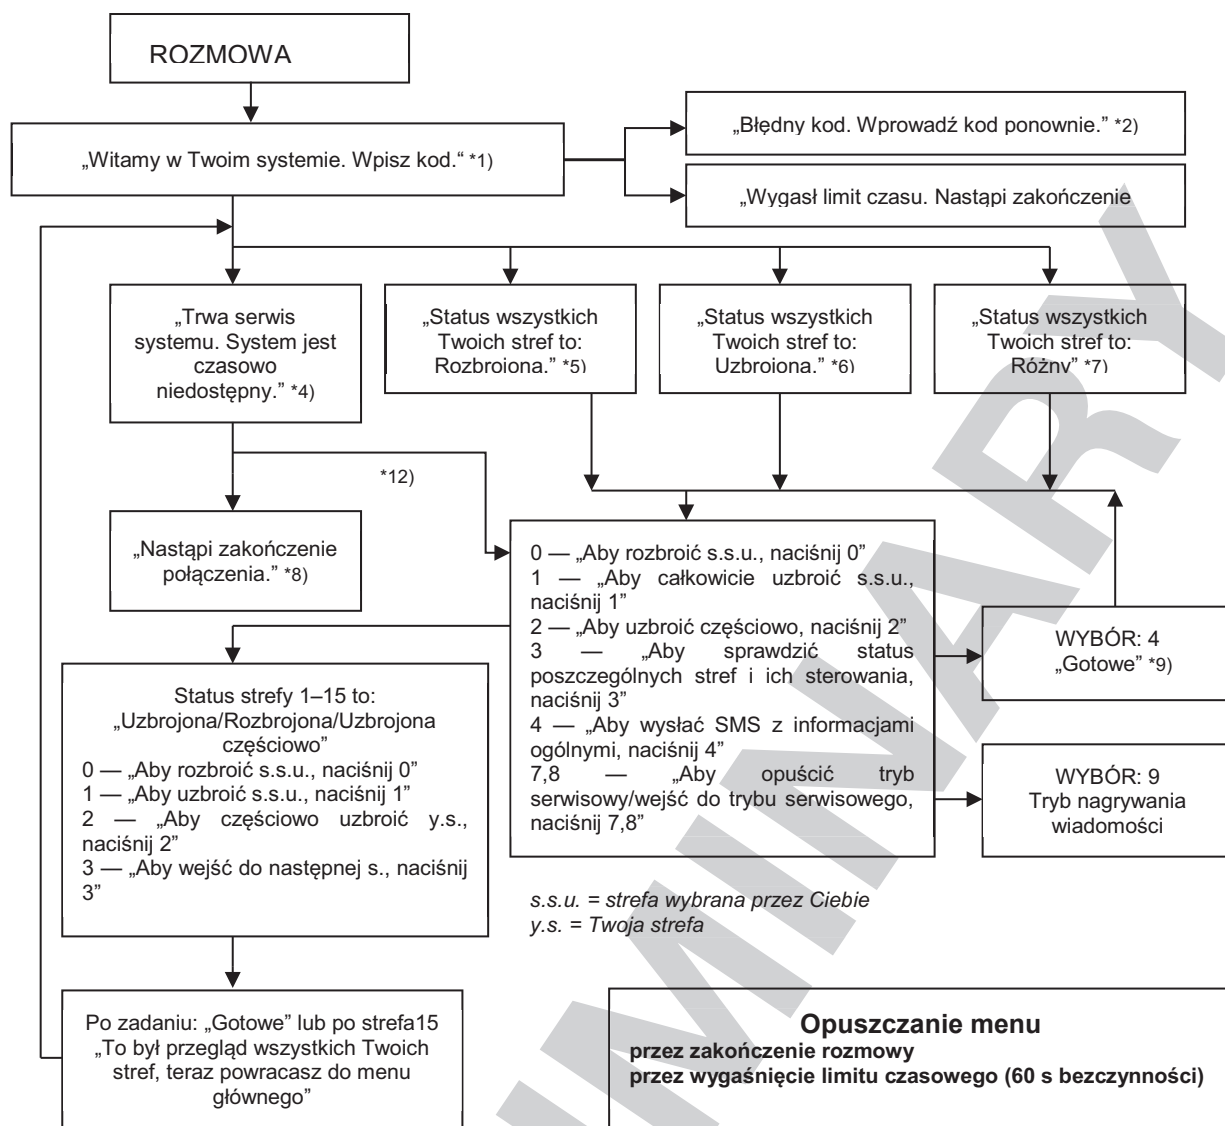 ROZMOWA
„Witamy w Twoim systemie. Wpisz kod.“ *1)
„Błędny kod. Wprowadź kod ponownie.” *2)
„Wygasł limit czasu. Nastąpi zakończenie
„Trwa serwis
systemu. System jest
czasowo
niedostępny.” *4)
„Status wszystkich
Twoich stref to:
Rozbroiona.” *5)
„Status wszystkich
Twoich stref to:
Uzbroiona.” *6)
„Status wszystkich
Twoich stref to:
Różny” *7)
*12)
„Nastąpi zakończenie
połączenia.” *8)
0 — „Aby rozbroić s.s.u., naciśnij 0”
1 — „Aby całkowicie uzbroić s.s.u.,
naciśnij 1”
2 — „Aby uzbroić częściowo, naciśnij 2”
3 — „Aby sprawdzić status
poszczególnych stref i ich sterowania,
naciśnij 3”
4 — „Aby wysłać SMS z informacjami
ogólnymi, naciśnij 4”
7,8 — „Aby opuścić tryb
serwisowy/wejść do trybu serwisowego,
naciśnij 7,8”
WYBÓR: 4
„Gotowe” *9)
WYBÓR: 9
Tryb nagrywania
wiadomości
Status strefy 1–15 to:
„Uzbrojona/Rozbrojona/Uzbrojona
częściowo”
0 — „Aby rozbroić s.s.u., naciśnij 0”
1 — „Aby uzbroić s.s.u., naciśnij 1”
2 — „Aby częściowo uzbroić y.s.,
naciśnij 2”
3 — „Aby wejść do następnej s., naciśnij
3”
s.s.u. = strefa wybrana przez Ciebie
y.s. = Twoja strefa
Po zadaniu: „Gotowe” lub po strefa15
„To był przegląd wszystkich Twoich
stref, teraz powracasz do menu
głównego”
Opuszczanie menu
przez zakończenie rozmowy
przez wygaśnięcie limitu czasowego (60 s bezczynności)